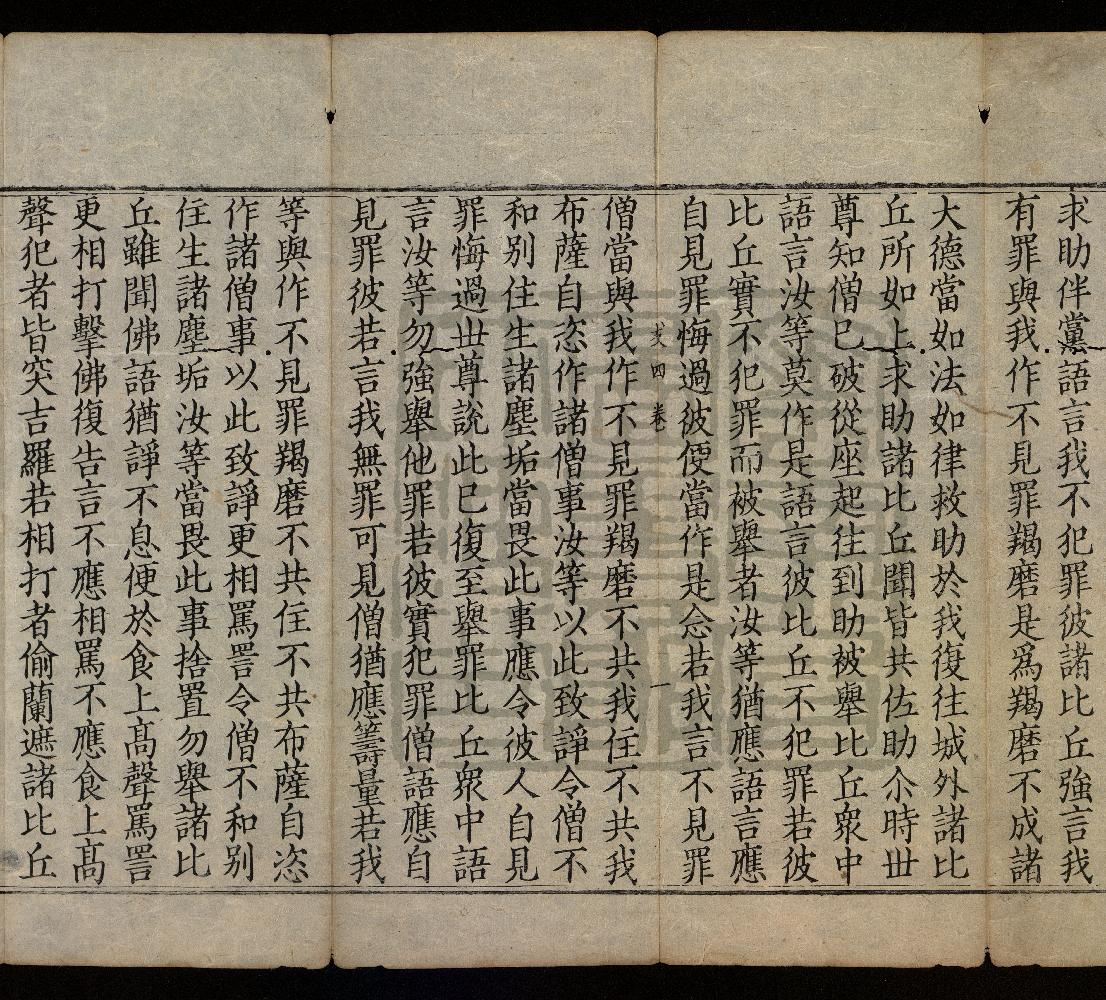 求助伴黨語言我不犯罪彼諸比丘強言我
有罪與我作不見罪羯磨是爲羯磨不成諸
大德當如法如律救助於我復往城外諸比
丘所如上求助諸比丘聞皆共佐助尒時世
尊知僧已破從座起往到助被舉比丘衆中
語言汝等莫作是語言彼比丘不犯罪若彼
比丘實不犯罪而被舉者汝等猶應語言應
自見罪悔過彼便當作是念若我言不見罪
僧當與我作不見罪羯磨不共我住不共我
布薩自恣作諸僧事汝等以此致諍令僧不
和別住生諸塵垢當畏此事應令彼人自見
罪悔過世尊說此已復至舉罪比丘衆中語
言汝等勿強舉他罪若彼實犯罪僧語應自
見罪彼若言我無罪可見僧猶應籌量若我
等與作不見罪羯磨不共住不共布薩自恣
作諸僧事以此致諍更相罵詈令僧不和別
住生諸塵垢汝等當畏此事捨置勿舉諸比
丘雖聞佛語猶諍不息便於食上高聲罵詈
更相打擊佛復告言不應相罵不應食上高
聲犯者皆突吉羅若相打者偷蘭遮諸比丘
四 卷 一